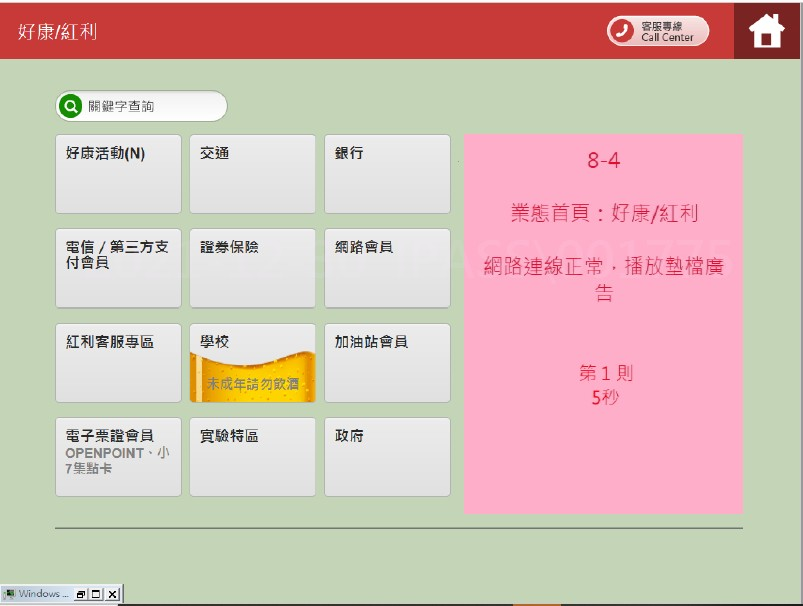 好康/紅利
客服專線
Call Center
關鍵字查詢
好康活動(N)
交通
銀行
電信 / 第三方支
付會員
證券保險
網路會員
紅利客服專區
學校
未成年請勿飲酒
加油站會員
電子票證會員
OPENPOINT、小
7集點卡
實驗特區
政府
8-4
業態首頁：好康/紅利
網路連線正常，播放墊檔廣
告
第 1 則
5秒
Windows ...